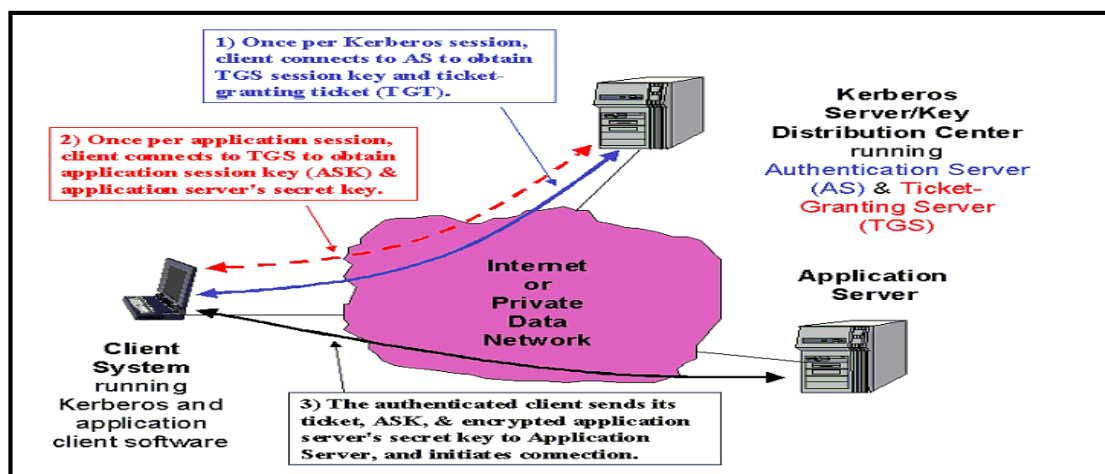 1) Once per Kerberos session,
client connects to AS to obtain
TGS session key and ticket-
granting ticket (TGT).
2) Once per application session,
client connects to TGS to obtain
application session key (ASK) &
application server's secret key.
Kerberos
Server/Key
Distribution Center
running
Authentication Server
(AS) & Ticket-
Granting Server
(TGS)
Internet
or
Private
Data
Network
Application
Server
Client
System
running
Kerberos and
application
client software
3) The authenticated client sends its
ticket, ASK, & encrypted application
server's secret key to Application
Server, and initiates connection.